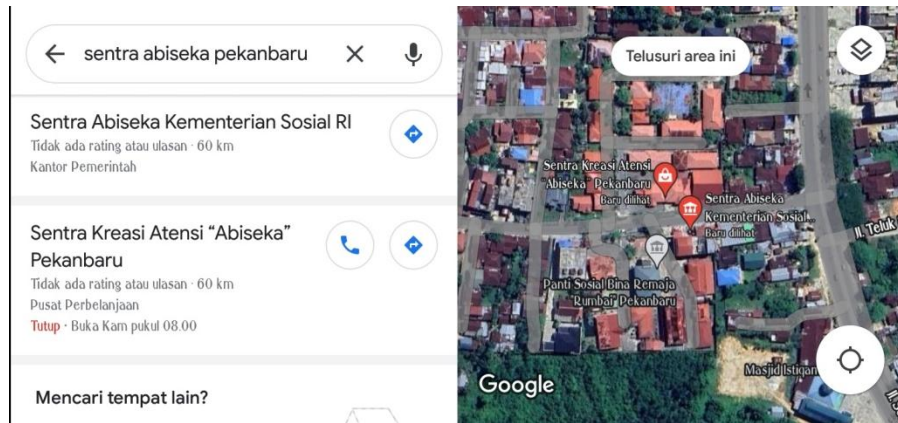 sentra abiseka pekanbaru
Sentra Abiseka Kementerian Sosial RI
Tidak ada rating atau ulasan · 60 km
Kantor Pemerintah
Sentra Kreasi Atensi “Abiseka”
Pekanbaru
Tidak ada rating atau ulasan · 60 km
Pusat Perbelanjaan
Tutup · Buka Kam pukul 08.00
Mencari tempat lain?
Telusuri area ini
Sentra Kreasi Atensi
"Abiseka" Pekanbaru
Baru dilihat
Sentra Abiseka
Kementerian Sosial...
Baru dilihat
Jl. Teluk
Panti Sosial Bina Remaja
"Rumbai" Pekanbaru
Masjid Istiqam
Google